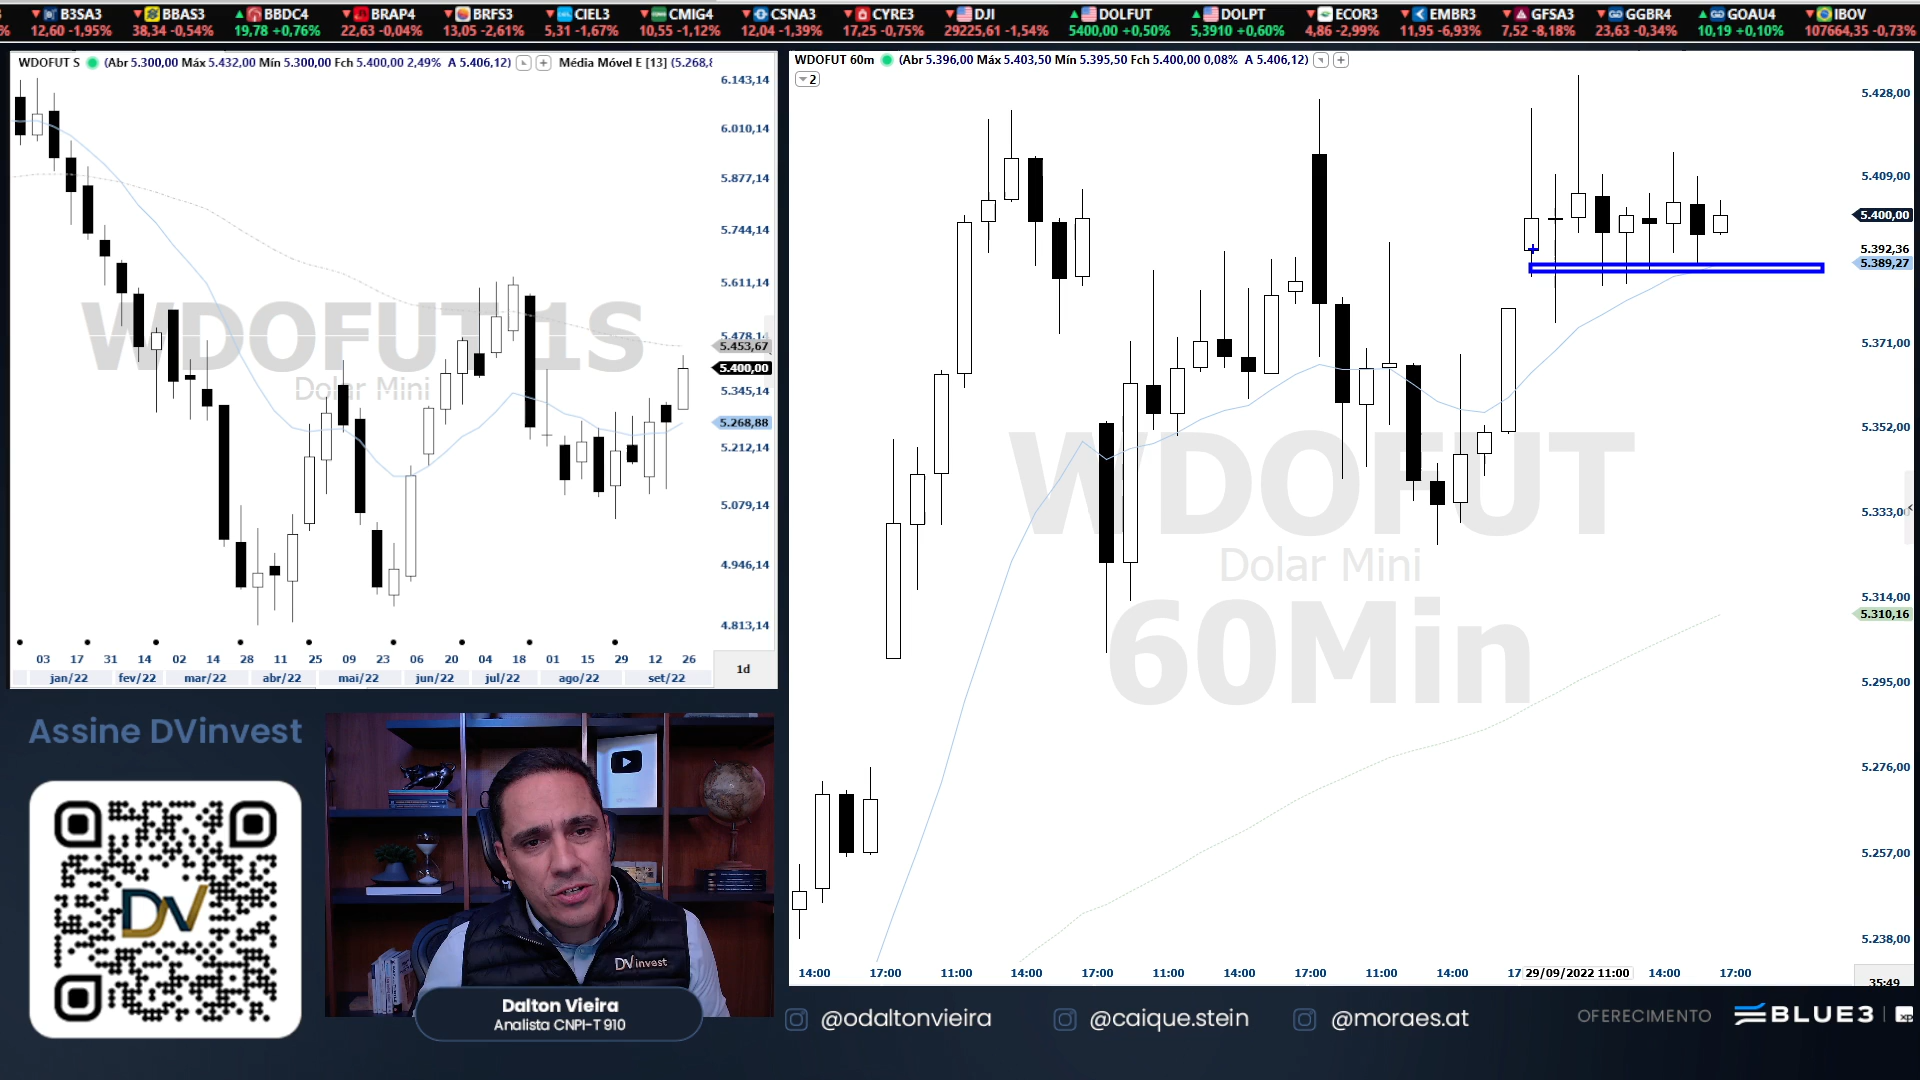 B3SA3 BBAS3 BBDC4 BRAP4 BRFS3 CIEL3 CMIG4 CSNA3 CYRE3 DJI DOLFUT DOLPT ECOR3 EMBR3 GFSA3 GGBR4 GOAU4 IBOV
% 12,60 -1,95% 38,34 -0,54% 19,78 +0,76% 22,63 -0,04% 13,05 -2,61% 5,31 -1,67% 10,55 -1,12% 12,04 -1,39% 17,25 -0,75% 29225,61 -1,54% 5400,00 +0,50% 5,3910 +0,60% 4,86 -2,99% 11,95 -6,93% 7,52 -8,18% 23,63 -0,34% 10,19 +0,10% 107664,35 -0,73%
WDOFUT S (Abr 5.300,00 Máx 5.432,00 Mín 5.300,00 Fch 5.400,00 2,49% A 5.406,12) Média Móvel E [13] (5.268,8
6.143,14
6.010,14
5.877,14
5.744,14
5.611,14
5.478,1
5.453,67
5.400,00
5.345,14
5.268,88
5.212,14
5.079,14
4.946,14
4.813,14
WDOFUT 1S
Dolar Mini
03 17 31 14 02 14 28 11 25 09 23 06 20 04 18 01 15 29 12 26
jan/22 fev/22 mar/22 abr/22 mai/22 jun/22 jul/22 ago/22 set/22
1d
WDOFUT 60m (Abr 5.396,00 Máx 5.403,50 Mín 5.395,50 Fch 5.400,00 0,08% A 5.406,12)
2
5.428,00
5.409,00
5.400,00
5.392,36
5.389,27
5.371,00
5.352,00
5.333,0
5.314,00
5.310,16
5.295,00
5.276,00
5.257,00
5.238,00
WDOFUT
Dolar Mini
60Min
14:00 17:00 11:00 14:00 17:00 11:00 14:00 17:00 11:00 14:00 17 29/09/2022 11:00 14:00 17:00
35:49
Assine DVinvest
DV
DVinvest
Dalton Vieira
Analista CNPI-T 910
@odaltonvieira @caique.stein @moraes.at
OFERECIMENTO BLUE3 xp